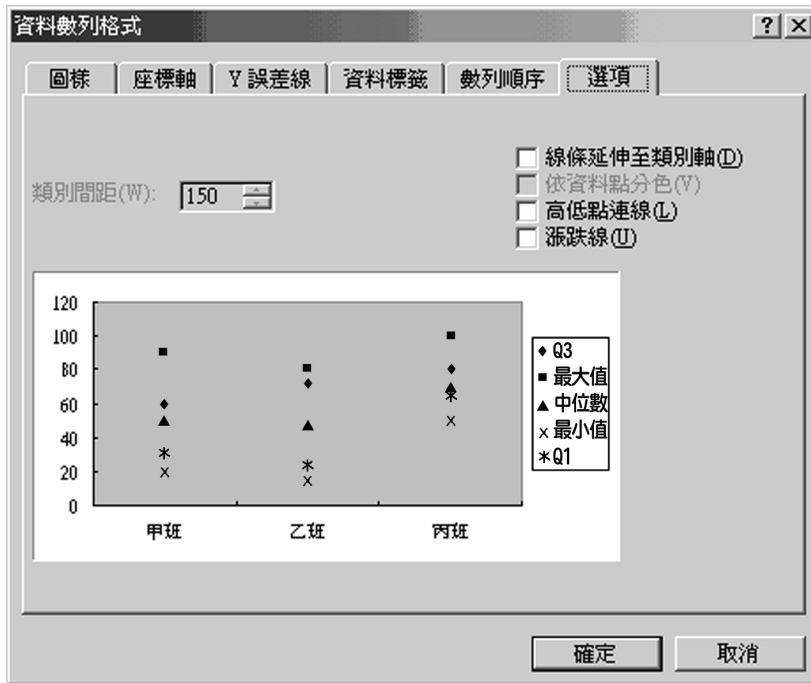 資料數列格式
圖樣 座標軸 Y 誤差線 資料標籤 數列順序 選項
類別間距(W): 150
線條延伸至類別軸(D)
依資料點分色(V)
高低點連線(L)
漲跌線(U)
120
100
80
60
40
20
0
甲班 乙班 丙班
Q3
最大值
中位數
最小值
Q1
確定 取消